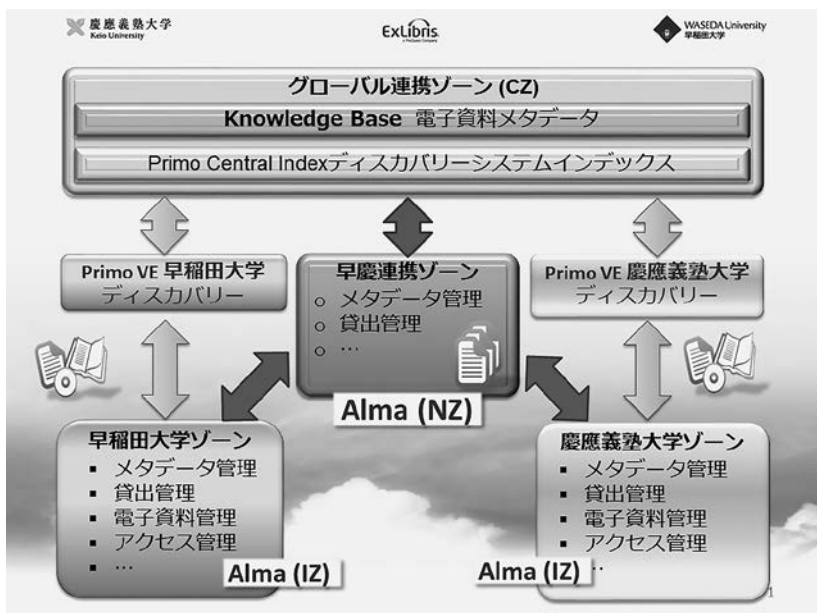 慶應義塾大学
Keio University
ExLibris
a ProQuest Company
WASEDA University
早稲田大学
グローバル連携ゾーン (CZ)
Knowledge Base 電子資料メタデータ
Primo Central Indexディスカバリーシステムインデックス
Primo VE 早稲田大学
ディスカバリー
早慶連携ゾーン
○ メタデータ管理
○ 貸出管理
○ …
Alma (NZ)
Primo VE 慶應義塾大学
ディスカバリー
早稲田大学ゾーン
▪ メタデータ管理
▪ 貸出管理
▪ 電子資料管理
▪ アクセス管理
▪ …
Alma (IZ)
慶應義塾大学ゾーン
▪ メタデータ管理
▪ 貸出管理
▪ 電子資料管理
▪ アクセス管理
…
Alma (IZ)
1